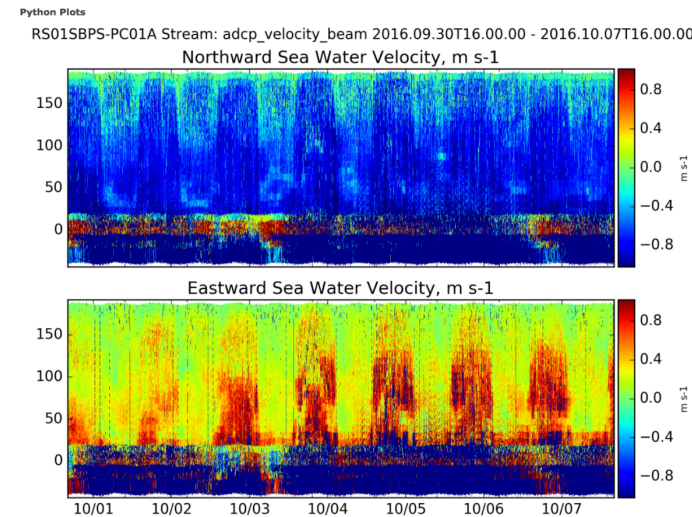 Python Plots
RS01SBPS-PC01A Stream: adcp_velocity_beam 2016.09.30T16.00.00 - 2016.10.07T16.00.00
Northward Sea Water Velocity, m s-1
150
100
50
0
0.8
0.4
0.0
−0.4
−0.8
m s-1
Eastward Sea Water Velocity, m s-1
150
100
50
0
0.8
0.4
0.0
−0.4
−0.8
m s-1
10/01 10/02 10/03 10/04 10/05 10/06 10/07